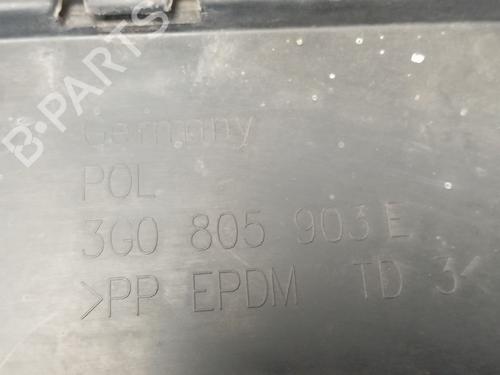 B-PARTS
Germany
POL
3G0 805 903 E
>PP EPDM TD 3<